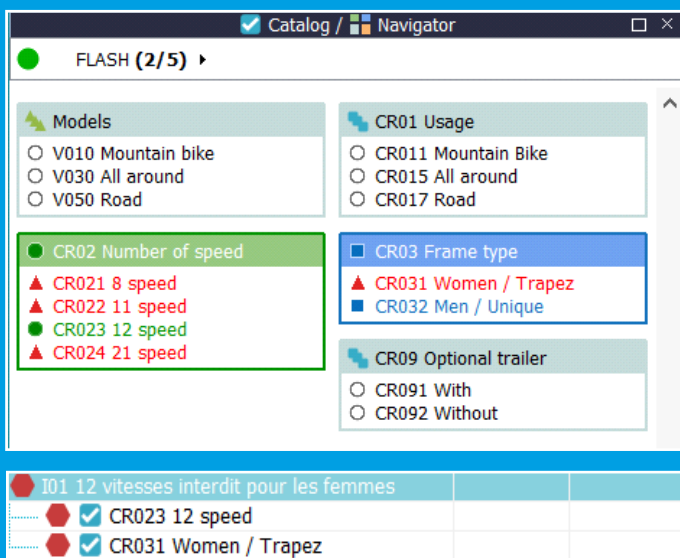 Catalog / Navigator
FLASH (2/5)
Models
V010 Mountain bike
V030 All around
V050 Road
CR01 Usage
CR011 Mountain Bike
CR015 All around
CR017 Road
CR02 Number of speed
CR021 8 speed
CR022 11 speed
CR023 12 speed
CR024 21 speed
CR03 Frame type
CR031 Women / Trapez
CR032 Men / Unique
CR09 Optional trailer
CR091 With
CR092 Without
I01 12 vitesses interdit pour les femmes
CR023 12 speed
CR031 Women / Trapez